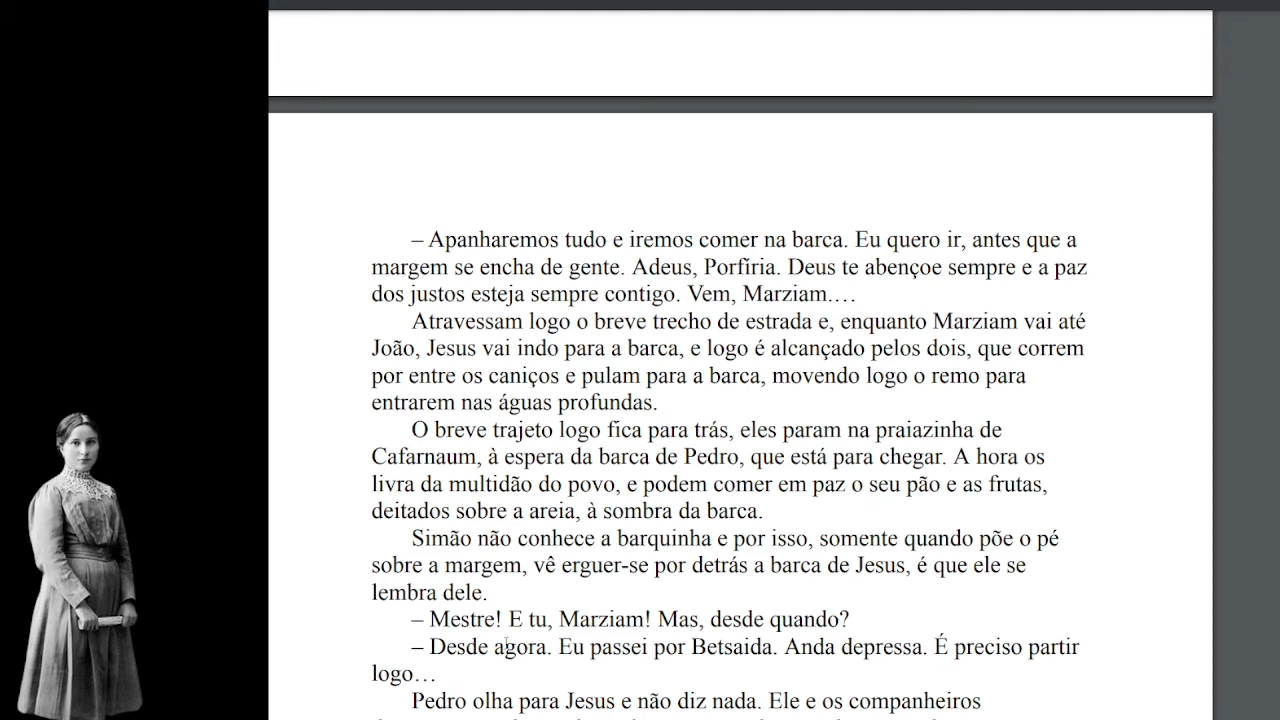 – Apanharemos tudo e iremos comer na barca. Eu quero ir, antes que a
margem se encha de gente. Adeus, Porfíria. Deus te abençoe sempre e a paz
dos justos esteja sempre contigo. Vem, Marziam.…
Atravessam logo o breve trecho de estrada e, enquanto Marziam vai até
João, Jesus vai indo para a barca, e logo é alcançado pelos dois, que correm
por entre os caniços e pulam para a barca, movendo logo o remo para
entrarem nas águas profundas.
O breve trajeto logo fica para trás, eles param na praiazinha de
Cafarnaum, à espera da barca de Pedro, que está para chegar. A hora os
livra da multidão do povo, e podem comer em paz o seu pão e as frutas,
deitados sobre a areia, à sombra da barca.
Simão não conhece a barquinha e por isso, somente quando põe o pé
sobre a margem, vê erguer-se por detrás a barca de Jesus, é que ele se
lembra dele.
– Mestre! E tu, Marziam! Mas, desde quando?
– Desde agora. Eu passei por Betsaida. Anda depressa. É preciso partir
logo…
Pedro olha para Jesus e não diz nada. Ele e os companheiros